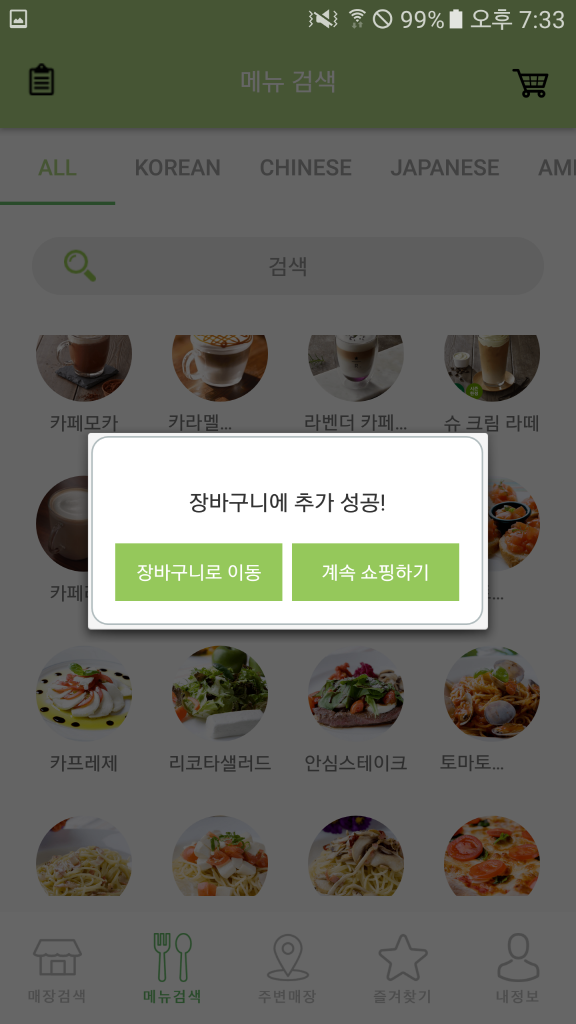 99% 오후 7:33
메뉴 검색
ALL KOREAN CHINESE JAPANESE
검색
카페모카 카라멜... 라벤더 카페... 슈 크림 라떼
장바구니에 추가 성공!
장바구니로 이동 계속 쇼핑하기
카프레제 리코타샐러드 안심스테이크 토마토...
매장검색 메뉴검색 주변매장 즐겨찾기 내정보